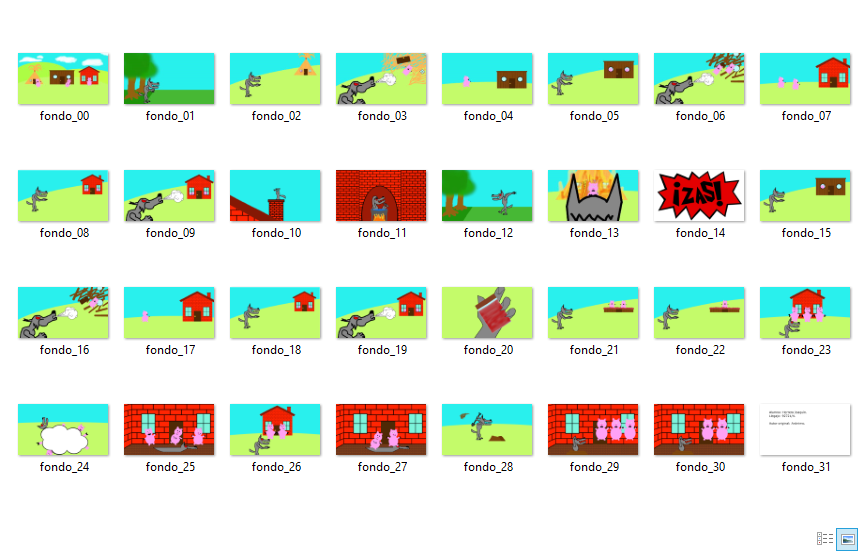 fondo_00 fondo_01 fondo_02 fondo_03 fondo_04 fondo_05 fondo_06 fondo_07
fondo_08 fondo_09 fondo_10 fondo_11 fondo_12 fondo_13 fondo_14 fondo_15
¡ZAS!
fondo_16 fondo_17 fondo_18 fondo_19 fondo_20 fondo_21 fondo_22 fondo_23
fondo_24 fondo_25 fondo_26 fondo_27 fondo_28 fondo_29 fondo_30 fondo_31